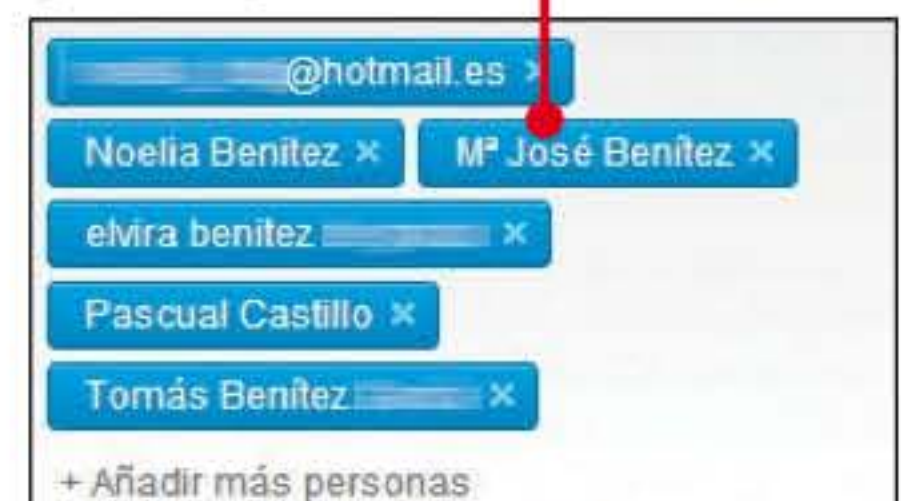 @hotmail.es ×
Noelia Benitez × Mª José Benítez ×
elvira benitez ×
Pascual Castillo ×
Tomás Benítez ×
+ Añadir más personas